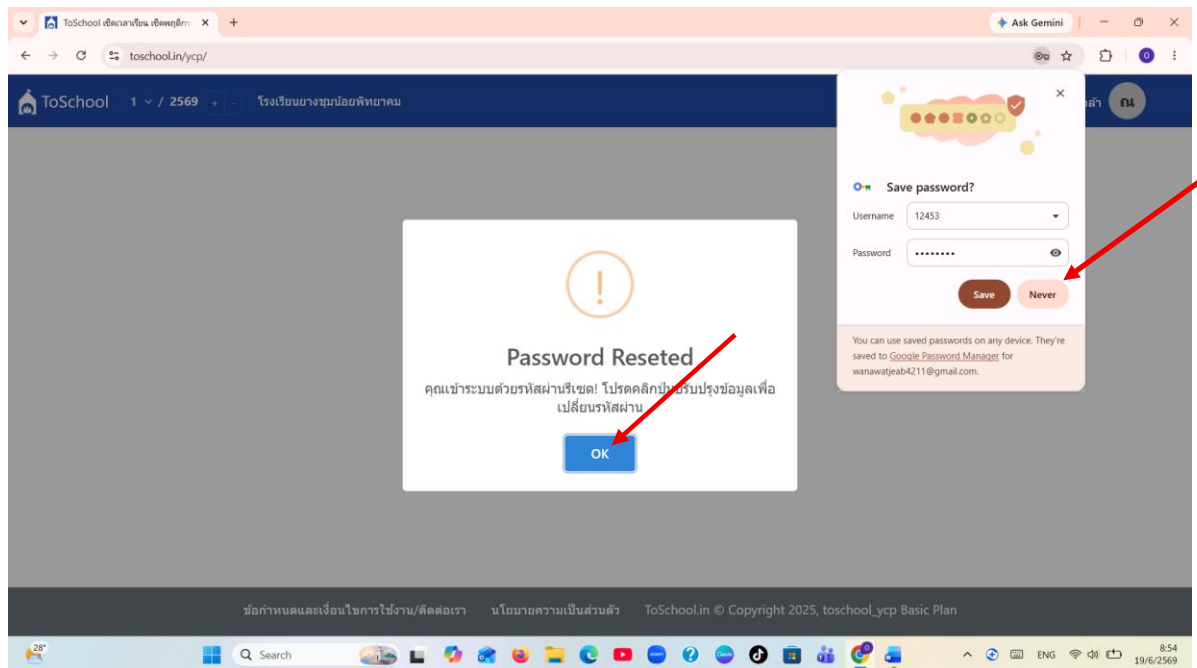 ToSchool เช็คเวลาเรียน เช็คพฤติกร
Ask Gemini
toschool.in/ycp/
ToSchool 1 / 2569 + - โรงเรียนยางชุมน้อยพิทยาคม
ล้า ณ
Save password?
Username 12453
Password ••••••••
Save Never
You can use saved passwords on any device. They're
saved to Google Password Manager for
wanawatjeab4211@gmail.com.
Password Reseted
คุณเข้าระบบด้วยรหัสผ่านรีเซต! โปรดคลิกปุ่มปรับปรุงข้อมูลเพื่อ
เปลี่ยนรหัสผ่าน
OK
ข้อกำหนดและเงื่อนไขการใช้งาน/ติดต่อเรา นโยบายความเป็นส่วนตัว ToSchool.in © Copyright 2025, toschool_ycp Basic Plan
28°
Search
ENG
8:54
19/6/2569